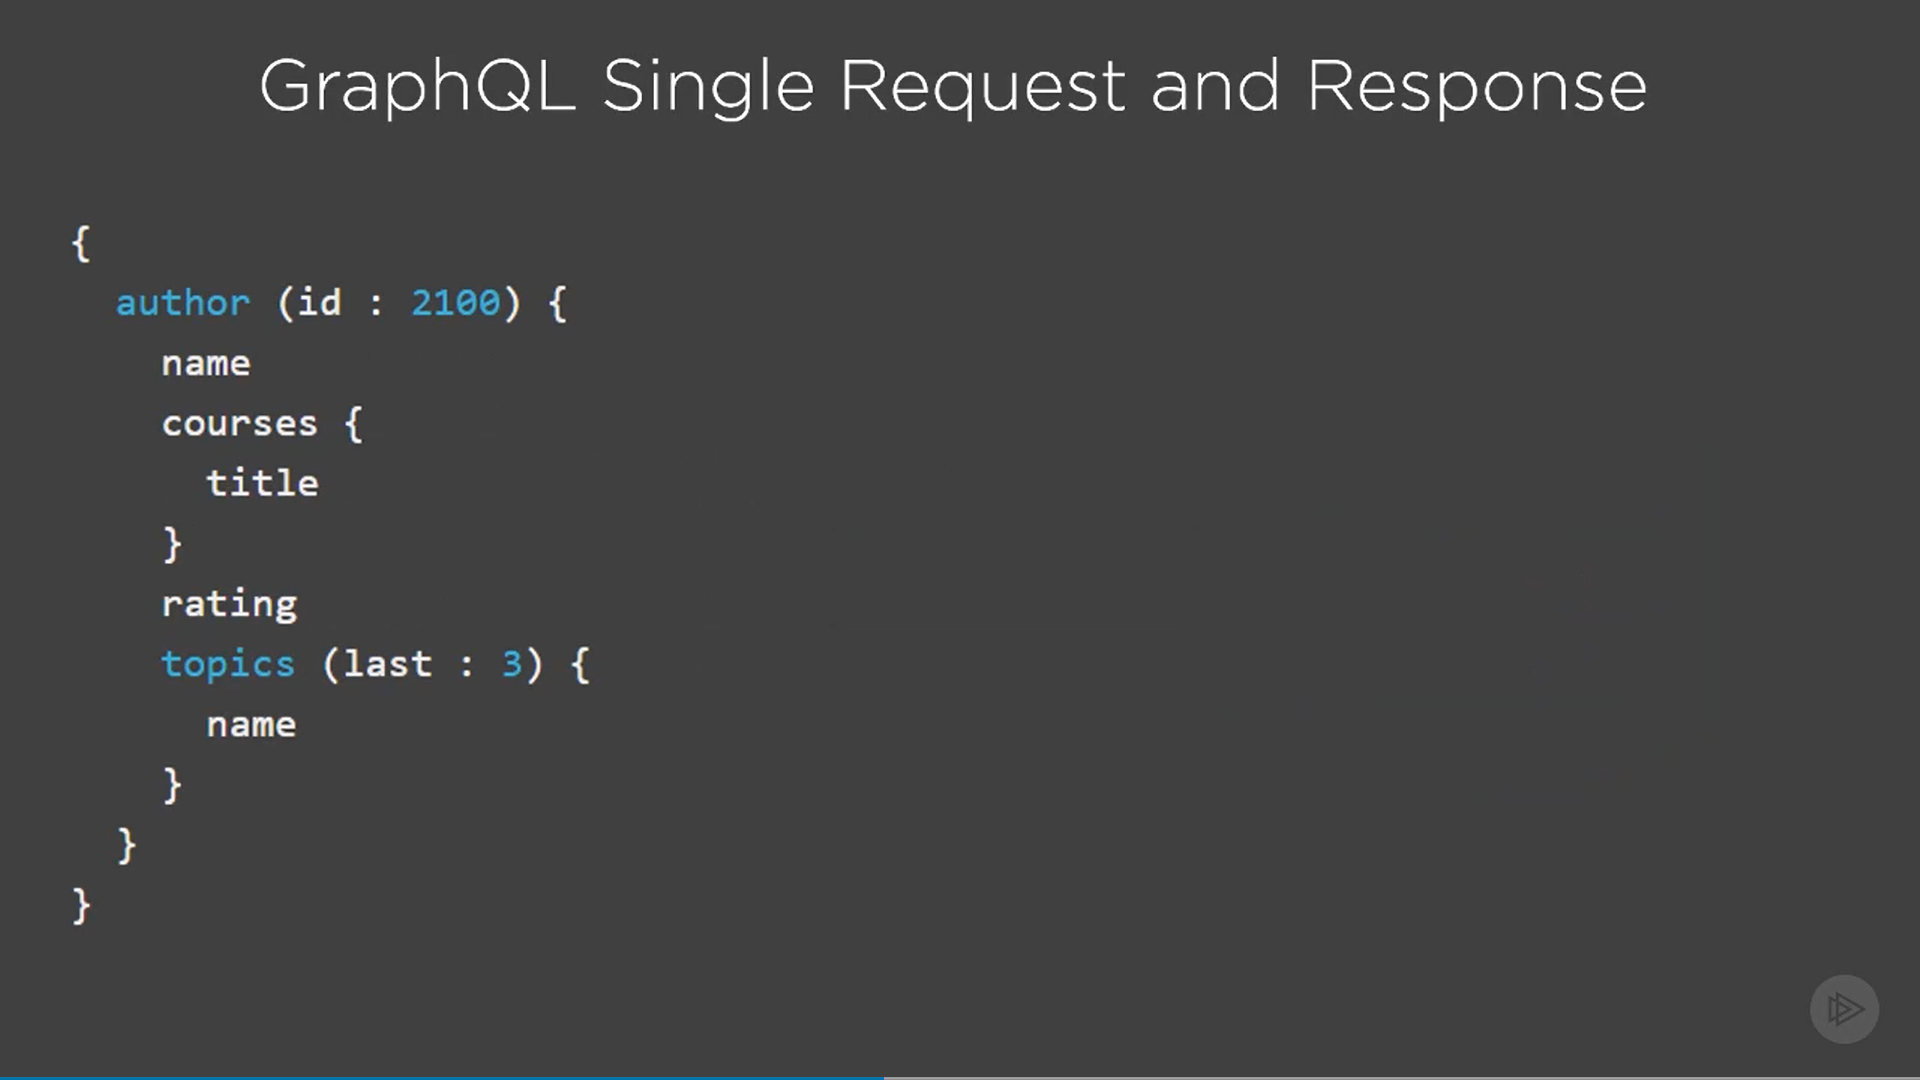 GraphQL Single Request and Response
{
author (id : 2100) {
name
courses {
title
}
rating
topics (last : 3) {
name
}
}
}